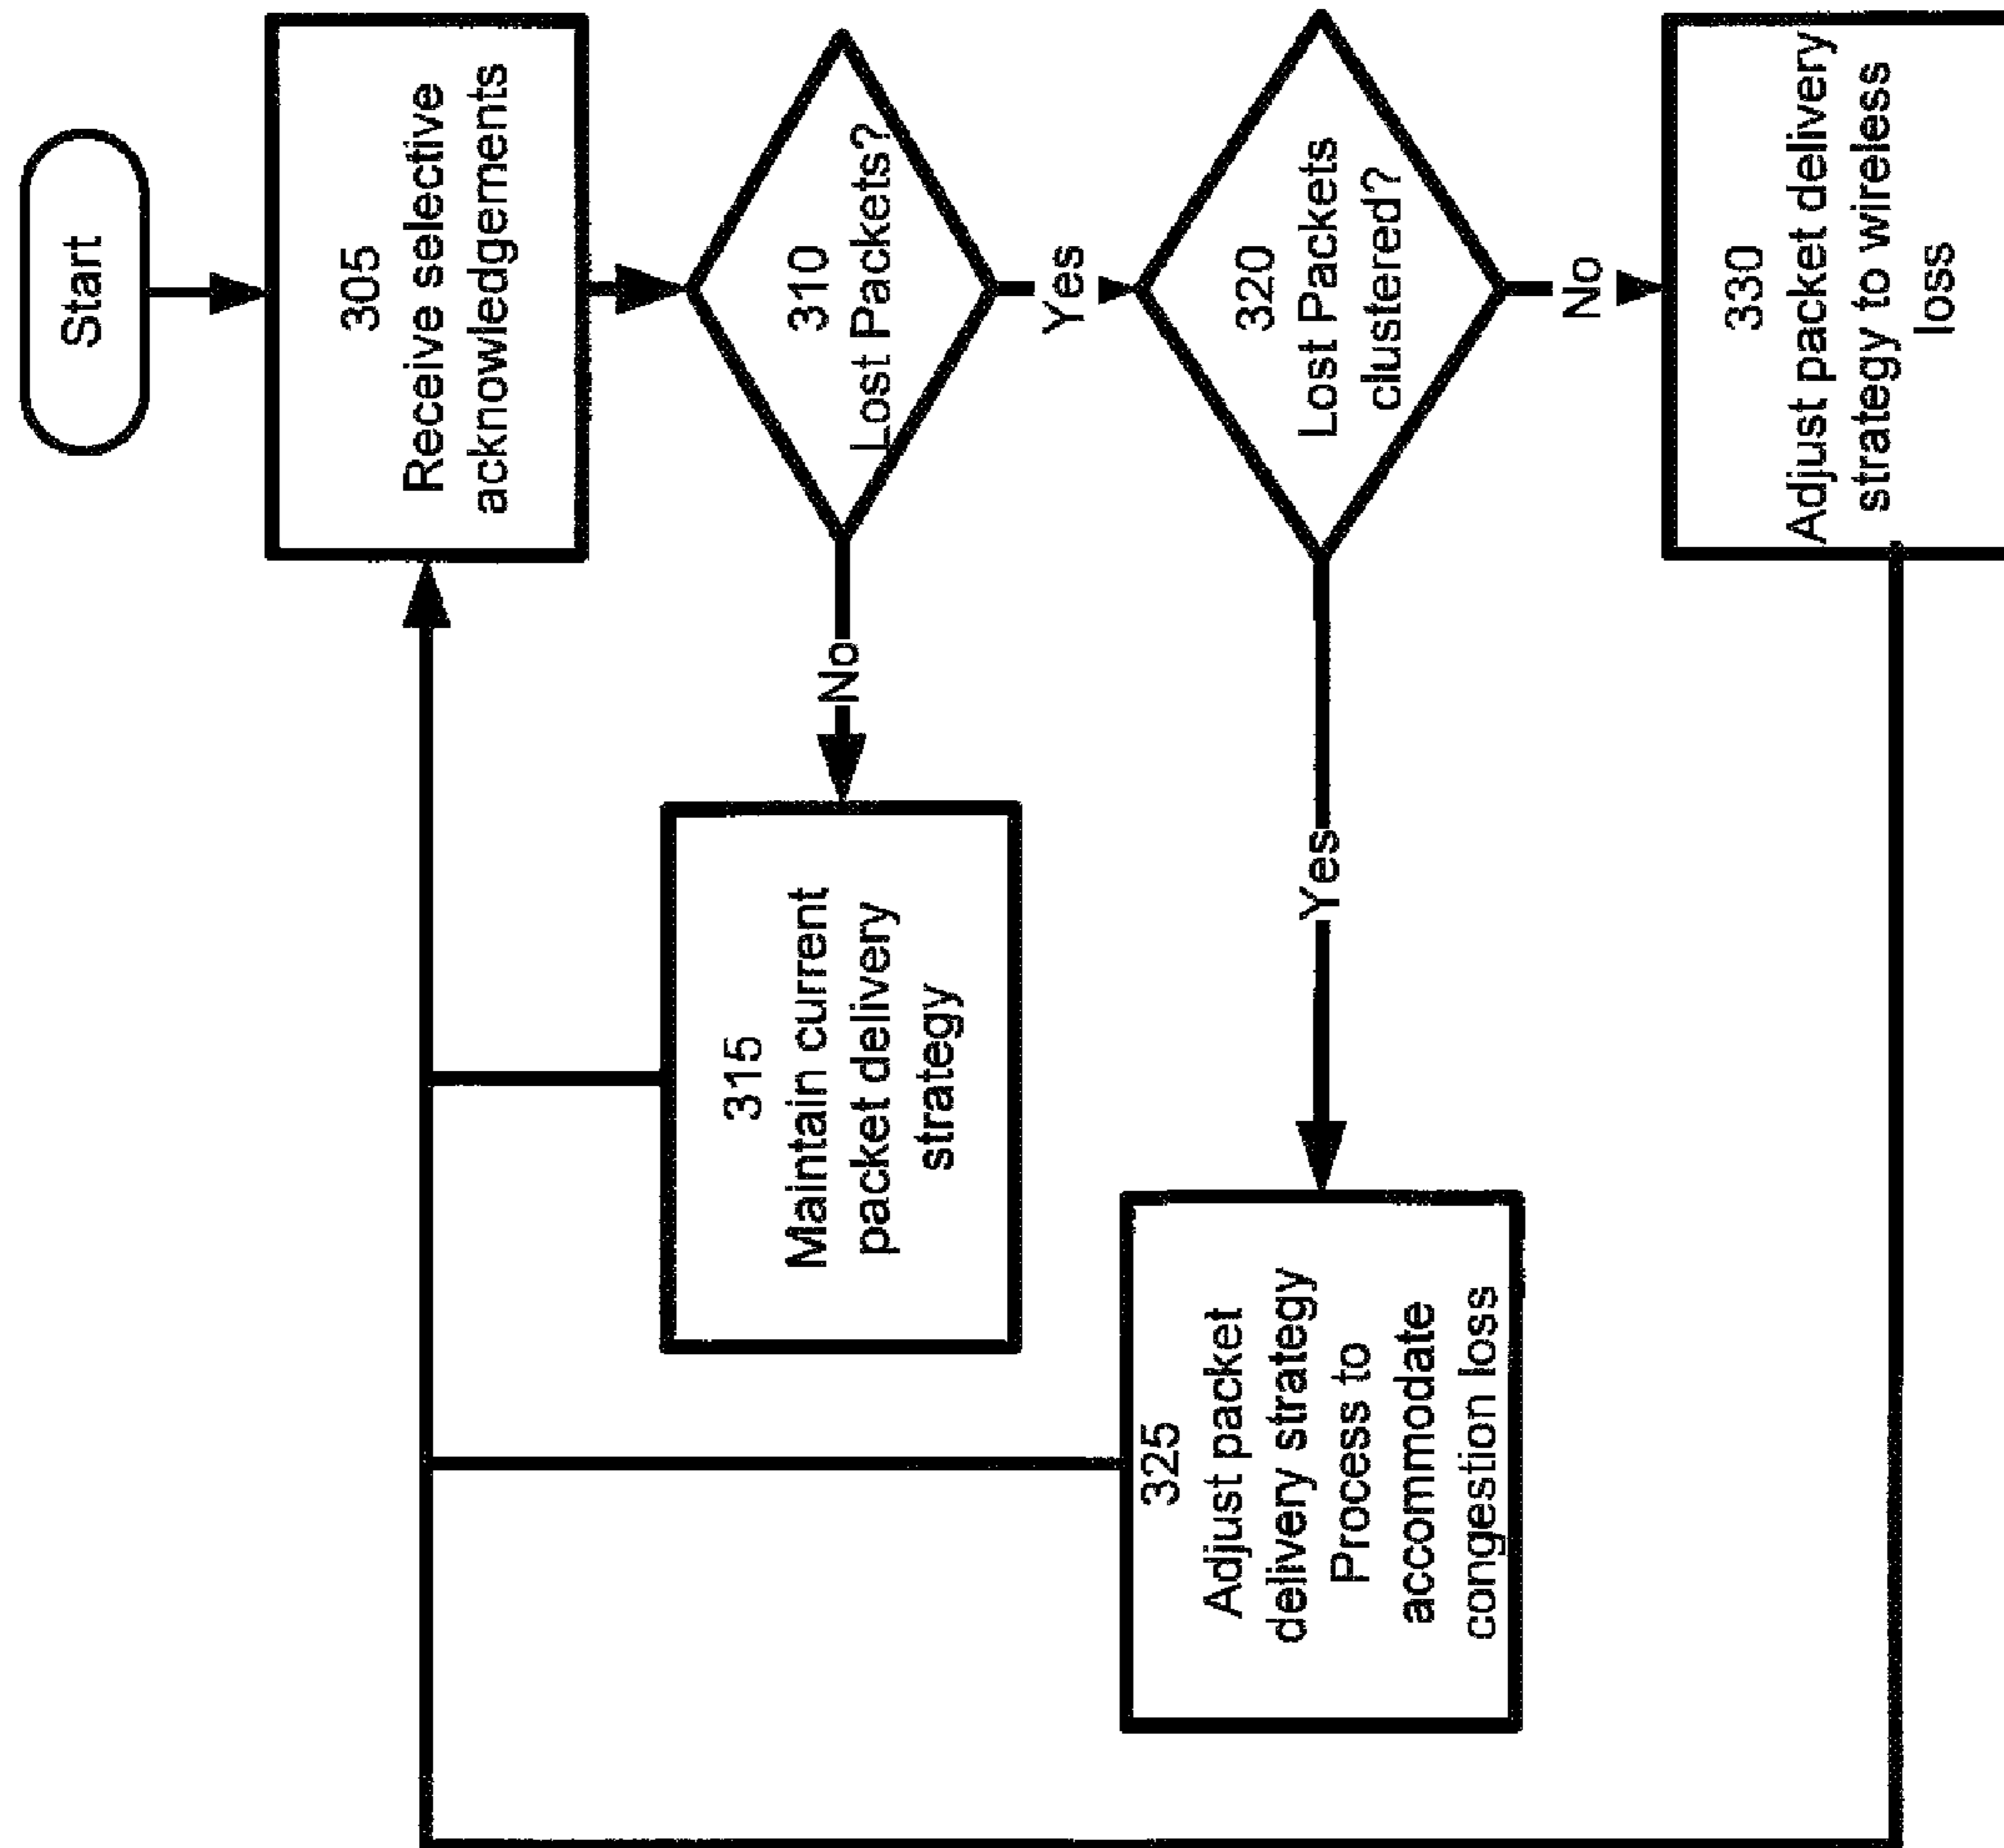 Start
305
Receive selective
acknowledgements
310
Lost Packets?
No
315
Maintain current
packet delivery
strategy
Yes
320
Lost Packets
clustered?
Yes
325
Adjust packet
delivery strategy
Process to
accommodate
congestion loss
No
330
Adjust packet delivery
strategy to wireless
loss